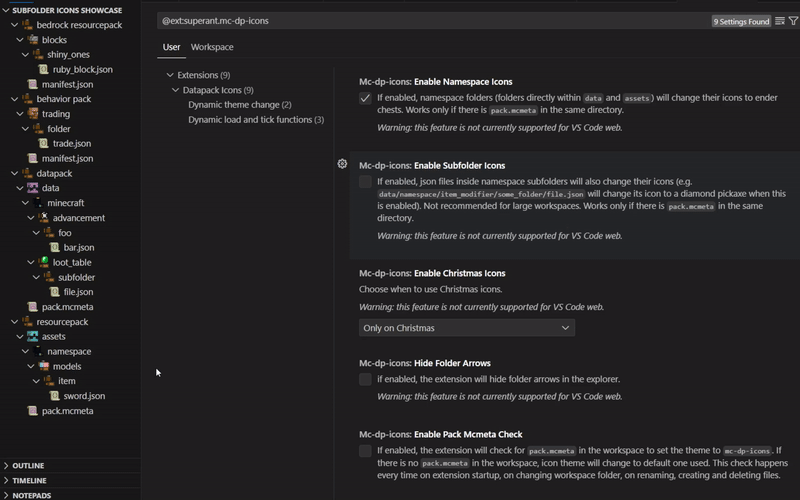 SUBFOLDER ICONS SHOWCASE
bedrock resourcepack
blocks
shiny_ones
ruby_block.json
manifest.json
behavior pack
trading
folder
trade.json
manifest.json
datapack
data
minecraft
advancement
foo
bar.json
loot_table
subfolder
file.json
pack.mcmeta
resourcepack
assets
namespace
models
item
sword.json
pack.mcmeta
OUTLINE
TIMELINE
NOTEPADS
@ext:superant.mc-dp-icons
9 Settings Found
User Workspace
Extensions (9)
Datapack Icons (9)
Dynamic theme change (2)
Dynamic load and tick functions (3)
Mc-dp-icons: Enable Namespace Icons
If enabled, namespace folders (folders directly within data and assets) will change their icons to ender
chests. Works only if there is pack.mcmeta in the same directory.
Warning: this feature is not currently supported for VS Code web.
Mc-dp-icons: Enable Subfolder Icons
If enabled, json files inside namespace subfolders will also change their icons (e.g.
data/namespace/item_modifier/some_folder/file.json will change its icon to a diamond pickaxe when this
is enabled). Not recommended for large workspaces. Works only if there is pack.mcmeta in the same
directory.
Warning: this feature is not currently supported for VS Code web.
Mc-dp-icons: Enable Christmas Icons
Choose when to use Christmas icons.
Warning: this feature is not currently supported for VS Code web.
Only on Christmas
Mc-dp-icons: Hide Folder Arrows
if enabled, the extension will hide folder arrows in the explorer.
Warning: this feature is not currently supported for VS Code web.
Mc-dp-icons: Enable Pack Mcmeta Check
If enabled, the extension will check for pack.mcmeta in the workspace to set the theme to mc-dp-icons. If
there is no pack.mcmeta in the workspace, icon theme will change to default one used. This check happens
every time on extension startup, on changing workspace folder, on renaming, creating and deleting files.